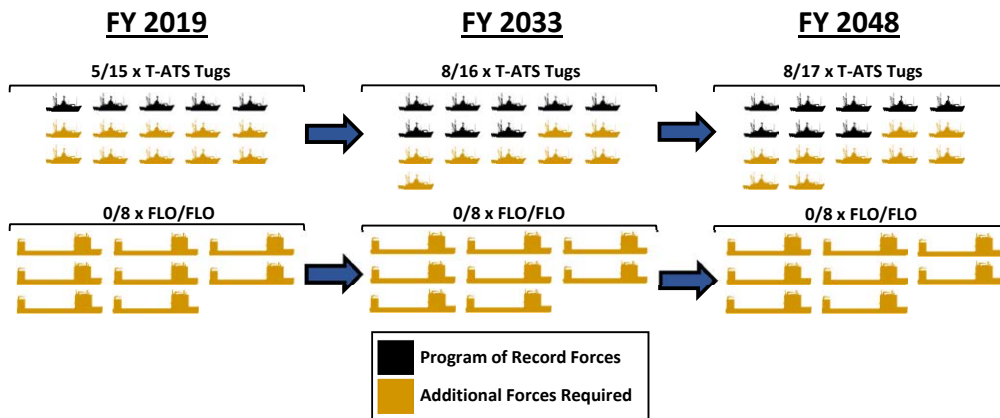 FY 2019
FY 2033
FY 2048
5/15 x T-ATS Tugs
8/16 x T-ATS Tugs
8/17 x T-ATS Tugs
0/8 x FLO/FLO
0/8 x FLO/FLO
0/8 x FLO/FLO
Program of Record Forces
Additional Forces Required